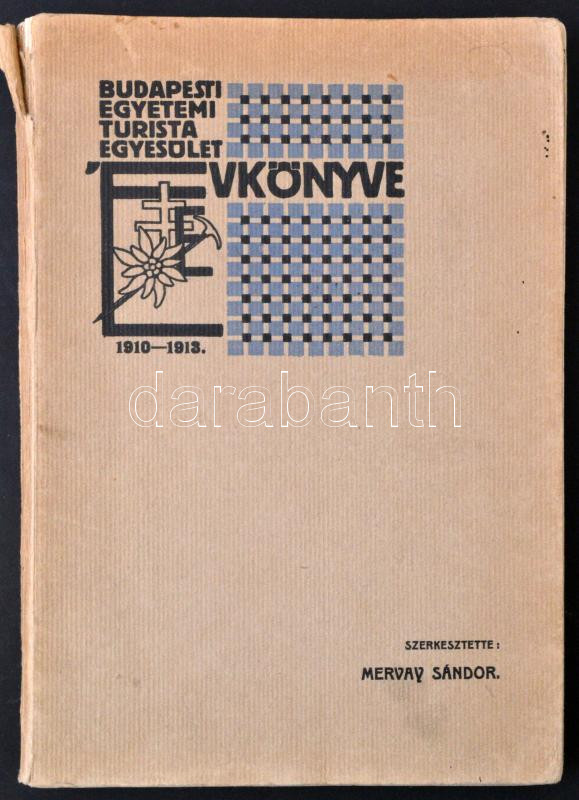 BUDAPESTI
EGYETEMI
TURISTA
EGYESÜLET
ÉVKÖNYVE
1910—1913.
darabanth
SZERKESZTETTE:
MERVAY SÁNDOR.